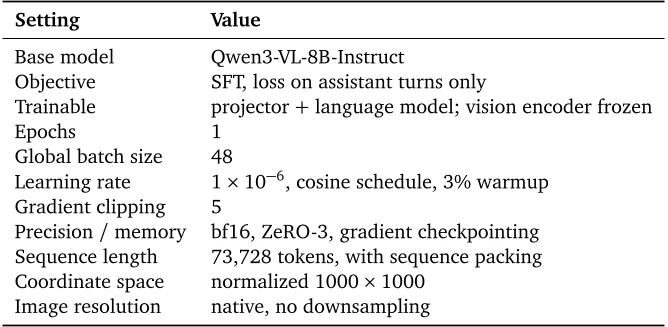 Setting Value
Base model Qwen3-VL-8B-Instruct
Objective SFT, loss on assistant turns only
Trainable projector + language model; vision encoder frozen
Epochs 1
Global batch size 48
Learning rate 1 × 10⁻⁶, cosine schedule, 3% warmup
Gradient clipping 5
Precision / memory bf16, ZeRO-3, gradient checkpointing
Sequence length 73,728 tokens, with sequence packing
Coordinate space normalized 1000 × 1000
Image resolution native, no downsampling